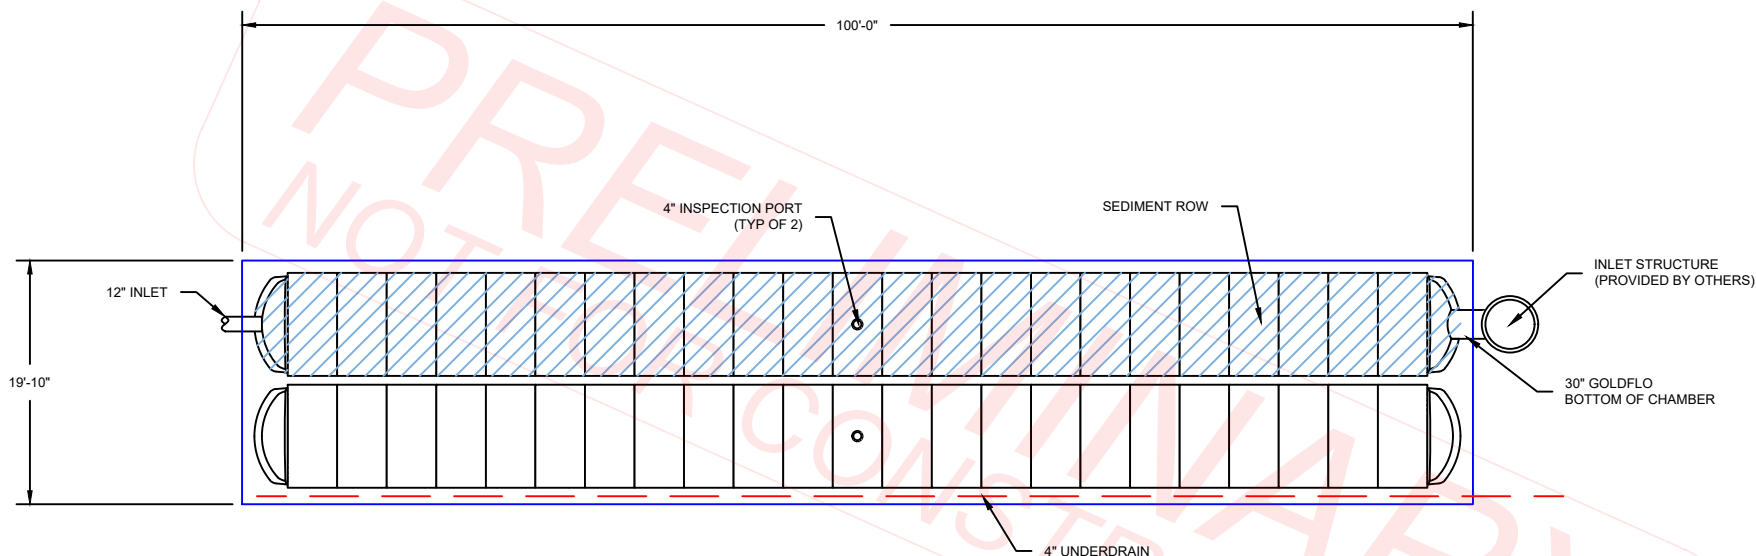 100'-0"
PRELIMINARY
NOT FOR CONSTR
4" INSPECTION PORT
(TYP OF 2)
SEDIMENT ROW
INLET STRUCTURE
(PROVIDED BY OTHERS)
12" INLET
19'-10"
30" GOLDFLO
BOTTOM OF CHAMBER
4" UNDERDRAIN